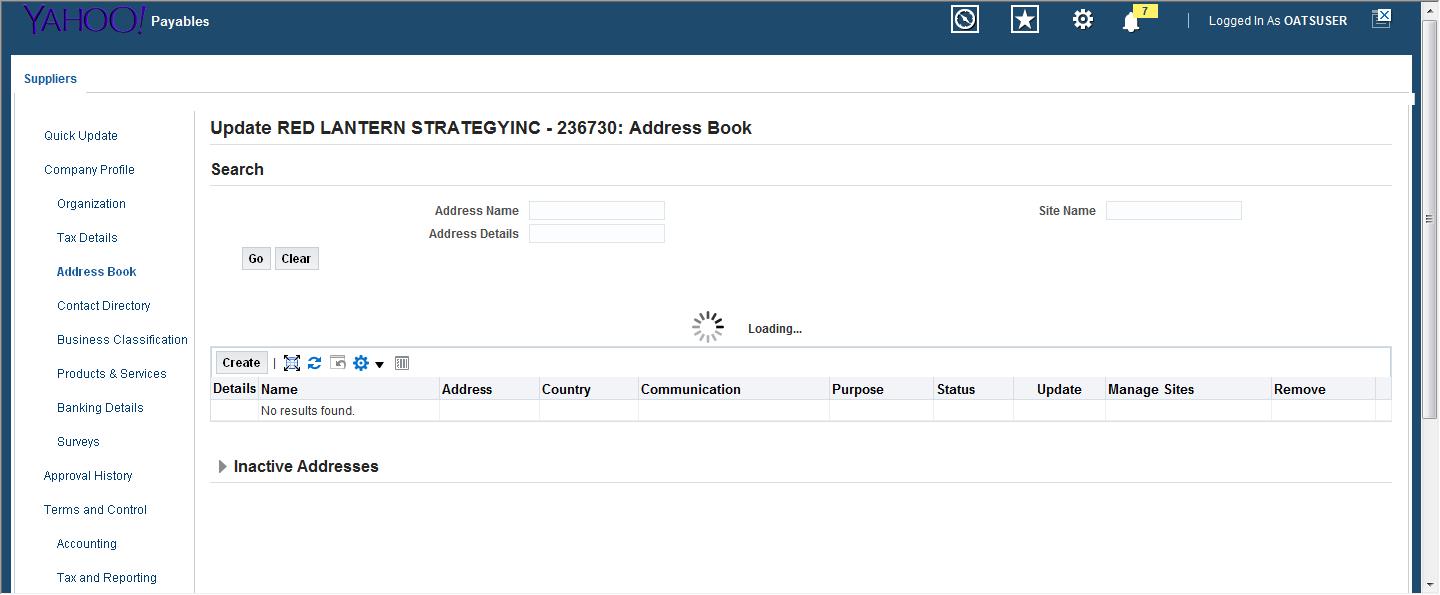 YAHOO! Payables
7
Logged In As OATSUSER
Suppliers
Quick Update
Company Profile
Organization
Tax Details
Address Book
Contact Directory
Business Classification
Products & Services
Banking Details
Surveys
Approval History
Terms and Control
Accounting
Tax and Reporting
Update RED LANTERN STRATEGYINC - 236730: Address Book
Search
Address Name
Site Name
Address Details
Go Clear
Loading...
Create |
Details Name Address Country Communication Purpose Status Update Manage Sites Remove
No results found.
Inactive Addresses